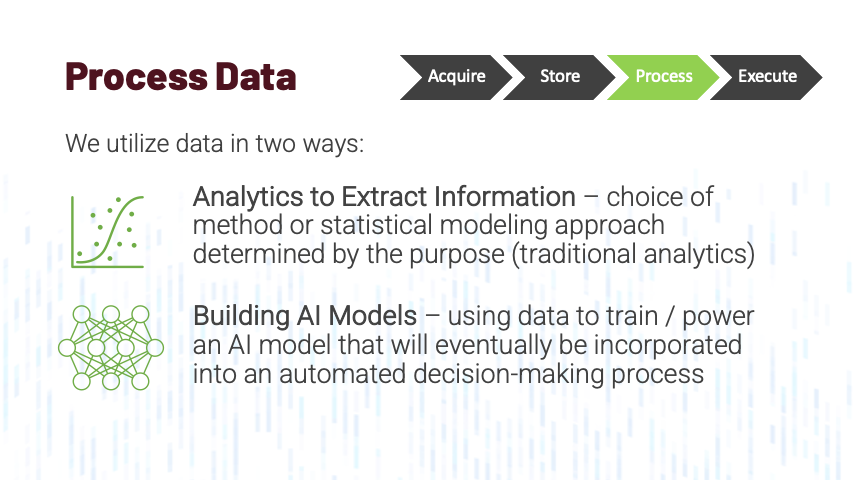 Process Data
Acquire
Store
Process
Execute
We utilize data in two ways:
Analytics to Extract Information – choice of
method or statistical modeling approach
determined by the purpose (traditional analytics)
Building AI Models – using data to train / power
an AI model that will eventually be incorporated
into an automated decision-making process